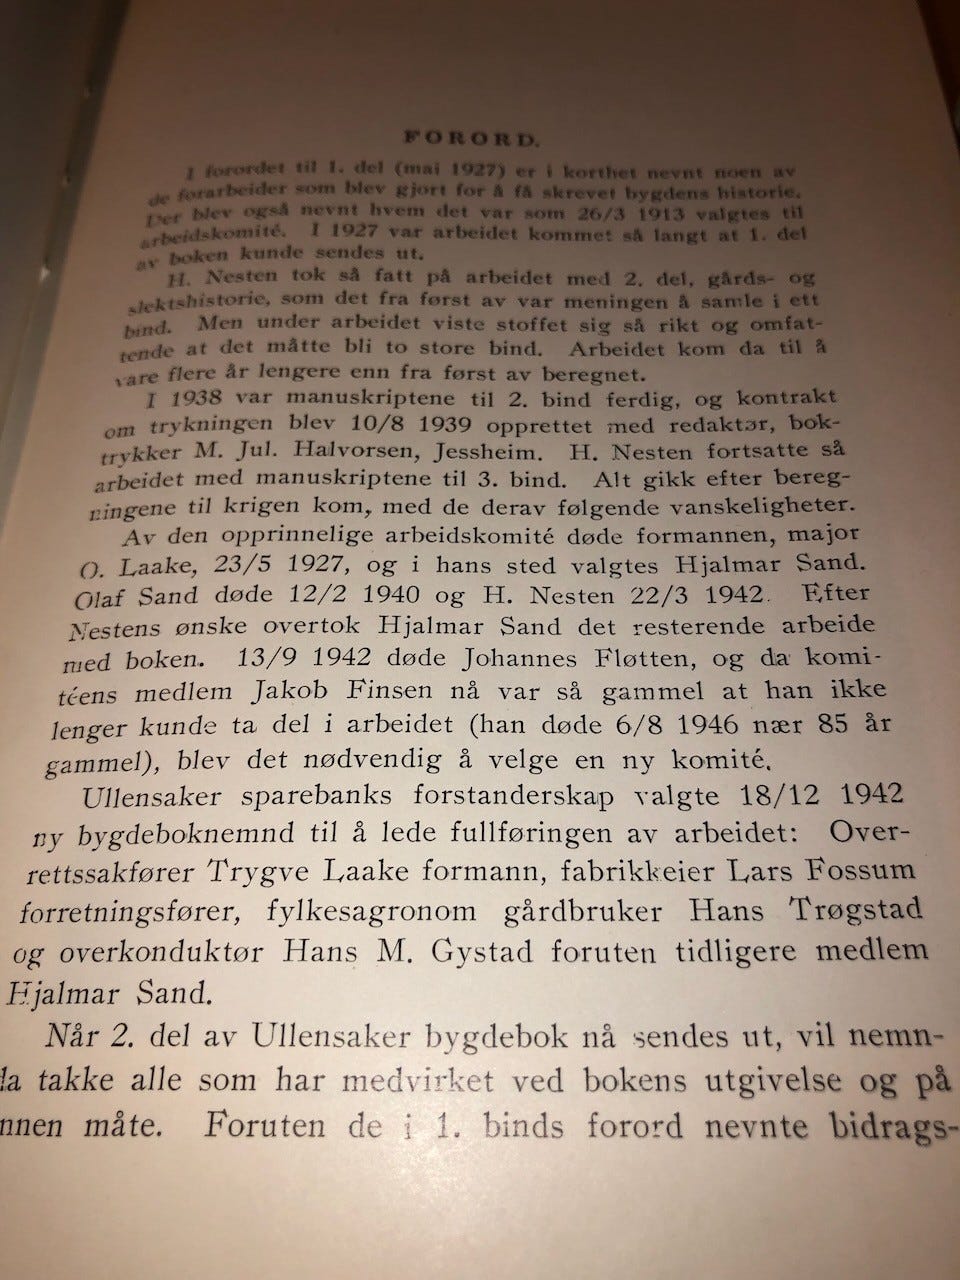 FORORD.
I forordet til 1. del (mai 1927) er i korthet nevnt noen av
de forarbeider som blev gjort for å få skrevet bygdens historie.
Der blev også nevnt hvem det var som 26/3 1913 valgtes til
arbeidskomité. I 1927 var arbeidet kommet så langt at 1. del
av boken kunde sendes ut.
H. Nesten tok så fatt på arbeidet med 2. del, gårds- og
slektshistorie, som det fra først av var meningen å samle i ett
bind. Men under arbeidet viste stoffet sig så rikt og omfat-
tende at det måtte bli to store bind. Arbeidet kom da til å
vare flere år lengere enn fra først av beregnet.
I 1938 var manuskriptene til 2. bind ferdig, og kontrakt
om trykningen blev 10/8 1939 opprettet med redaktør, bok-
trykker M. Jul. Halvorsen, Jessheim. H. Nesten fortsatte så
arbeidet med manuskriptene til 3. bind. Alt gikk efter bereg-
ningene til krigen kom, med de derav følgende vanskeligheter.
Av den opprinnelige arbeidskomité døde formannen, major
O. Laake, 23/5 1927, og i hans sted valgtes Hjalmar Sand.
Olaf Sand døde 12/2 1940 og H. Nesten 22/3 1942. Efter
Nestens ønske overtok Hjalmar Sand det resterende arbeide
med boken. 13/9 1942 døde Johannes Fløtten, og da komi-
téens medlem Jakob Finsen nå var så gammel at han ikke
lenger kunde ta del i arbeidet (han døde 6/8 1946 nær 85 år
gammel), blev det nødvendig å velge en ny komité.
Ullensaker sparebanks forstanderskap valgte 18/12 1942
ny bygdeboknemnd til å lede fullføringen av arbeidet: Over-
rettssakfører Trygve Laake formann, fabrikkeier Lars Fossum
forretningsfører, fylkesagronom gårdbruker Hans Trøgstad
og overkonduktør Hans M. Gystad foruten tidligere medlem
Hjalmar Sand.
Når 2. del av Ullensaker bygdebok nå sendes ut, vil nemn-
da takke alle som har medvirket ved bokens utgivelse og på
nnen måte. Foruten de i 1. binds forord nevnte bidrags-